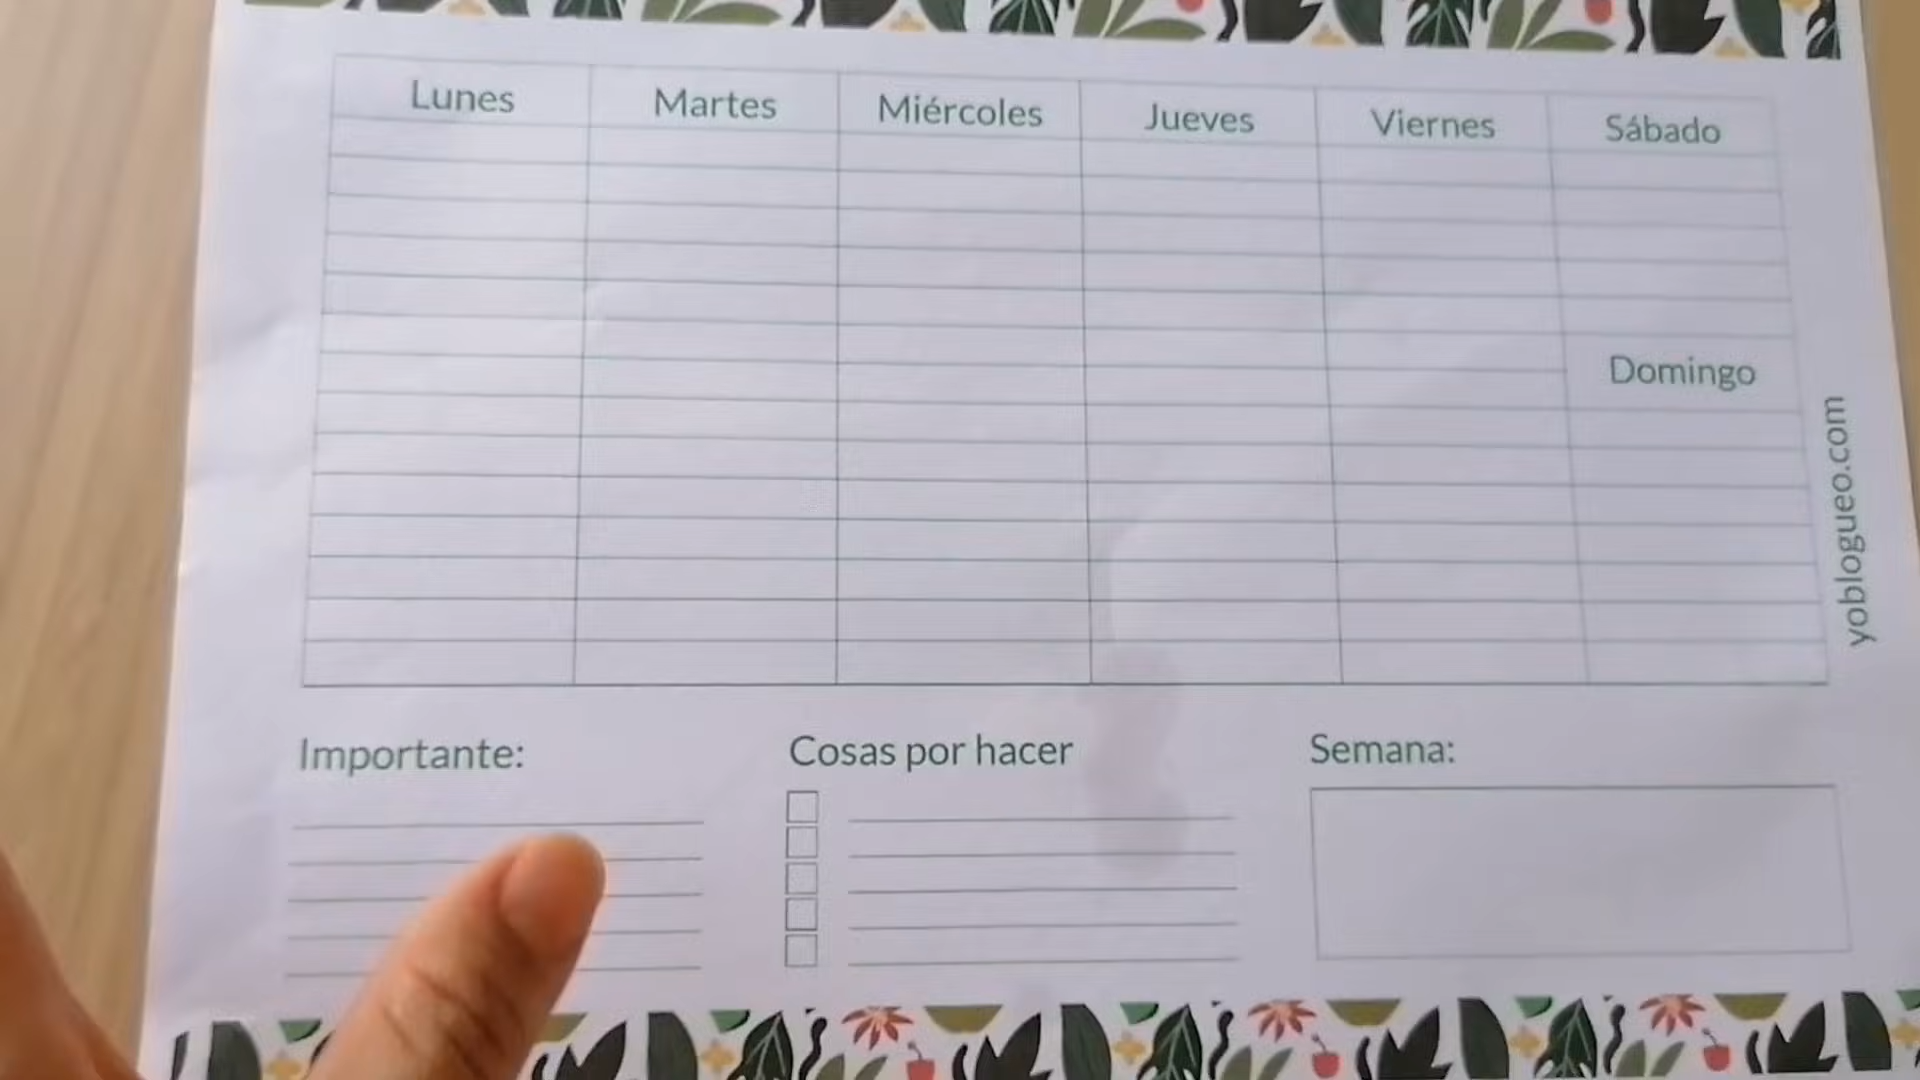 Lunes Martes Miércoles Jueves Viernes Sábado
Domingo
yoblogueo.com
Importante: Cosas por hacer Semana: